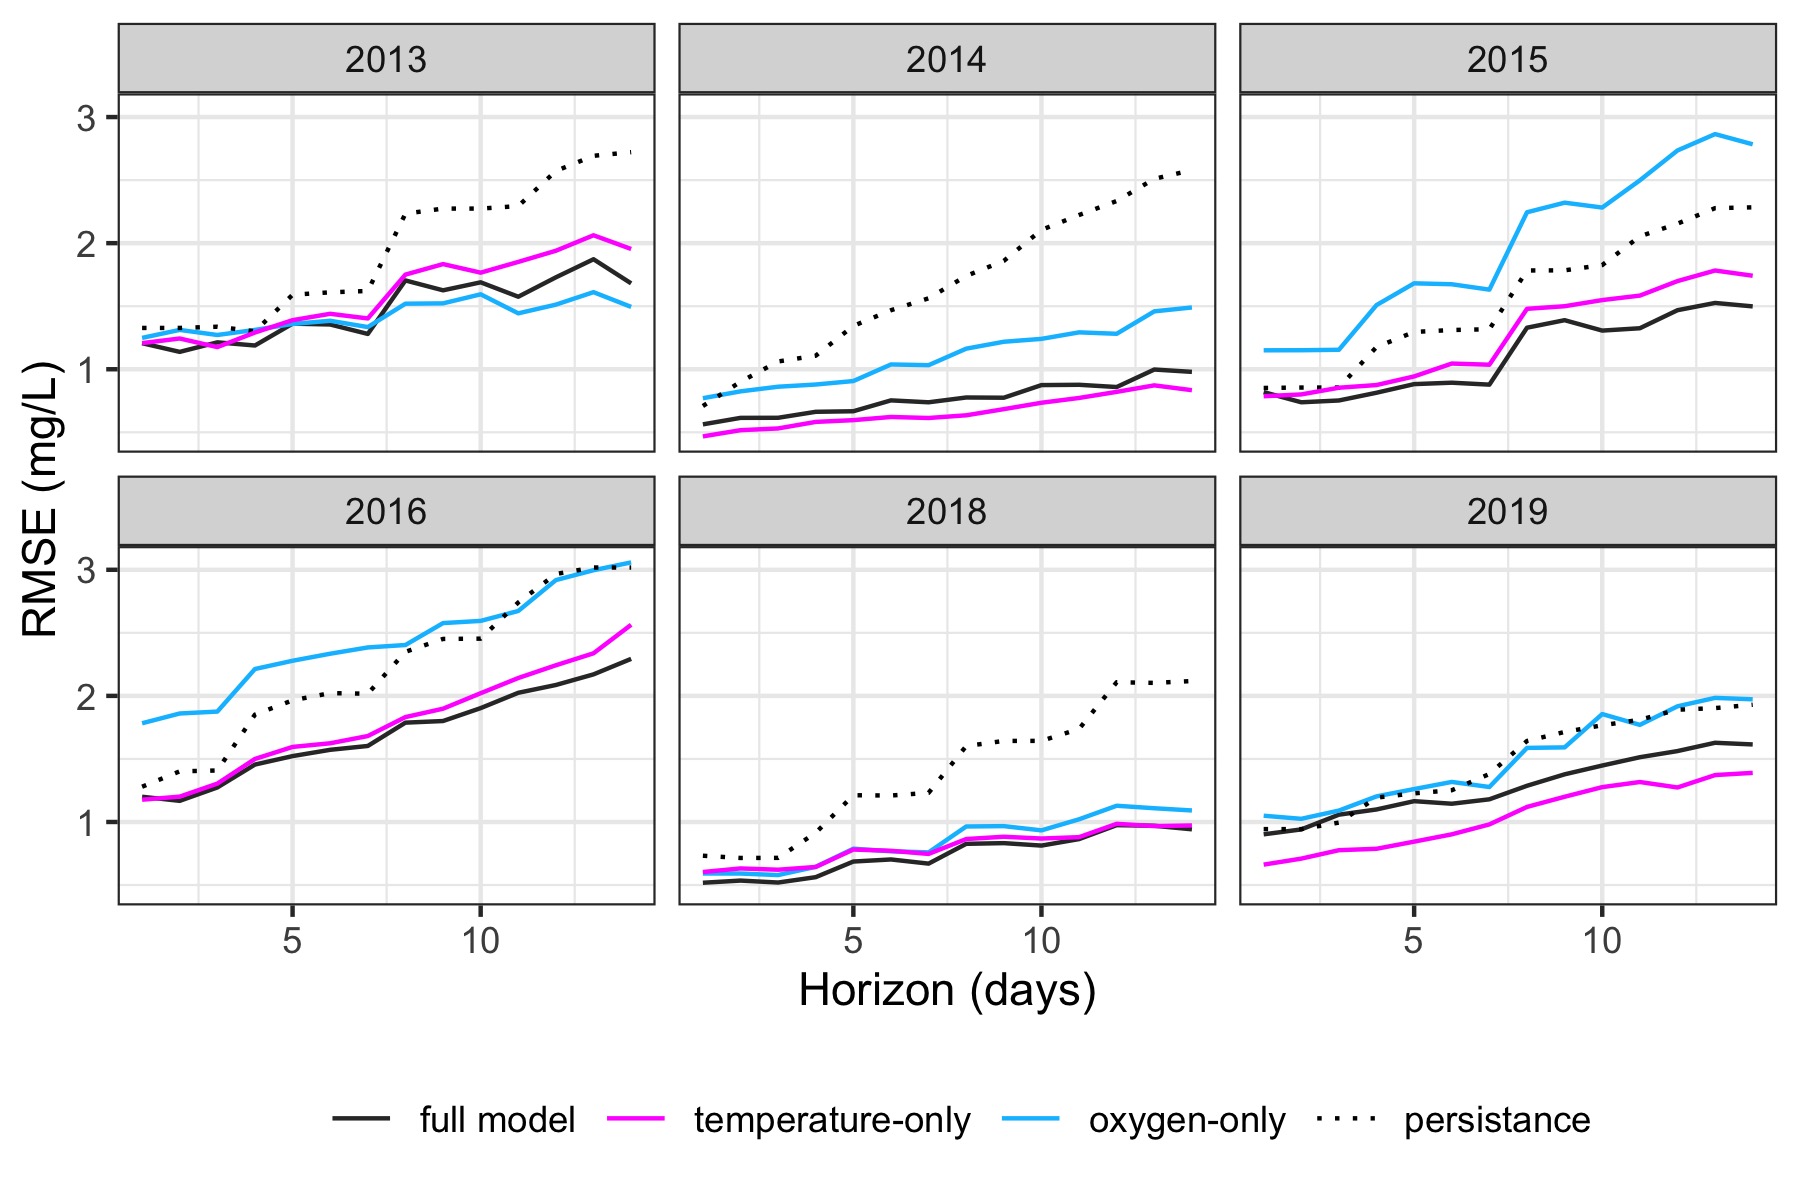 2013 2014 2015
3
2
1
RMSE (mg/L)
2016 2018 2019
3
2
1
5 10 5 10 5 10
Horizon (days)
full model temperature-only oxygen-only persistance